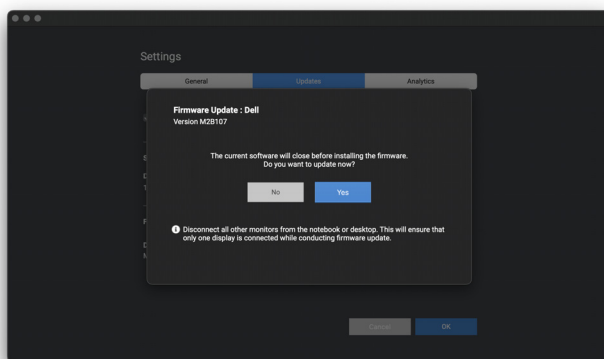 Settings
General
Updates
Analytics
Firmware Update : Dell
Version M2B107
The current software will close before installing the firmware.
Do you want to update now?
No
Yes
Disconnect all other monitors from the notebook or desktop. This will ensure that
only one display is connected while conducting firmware update.
Cancel
OK